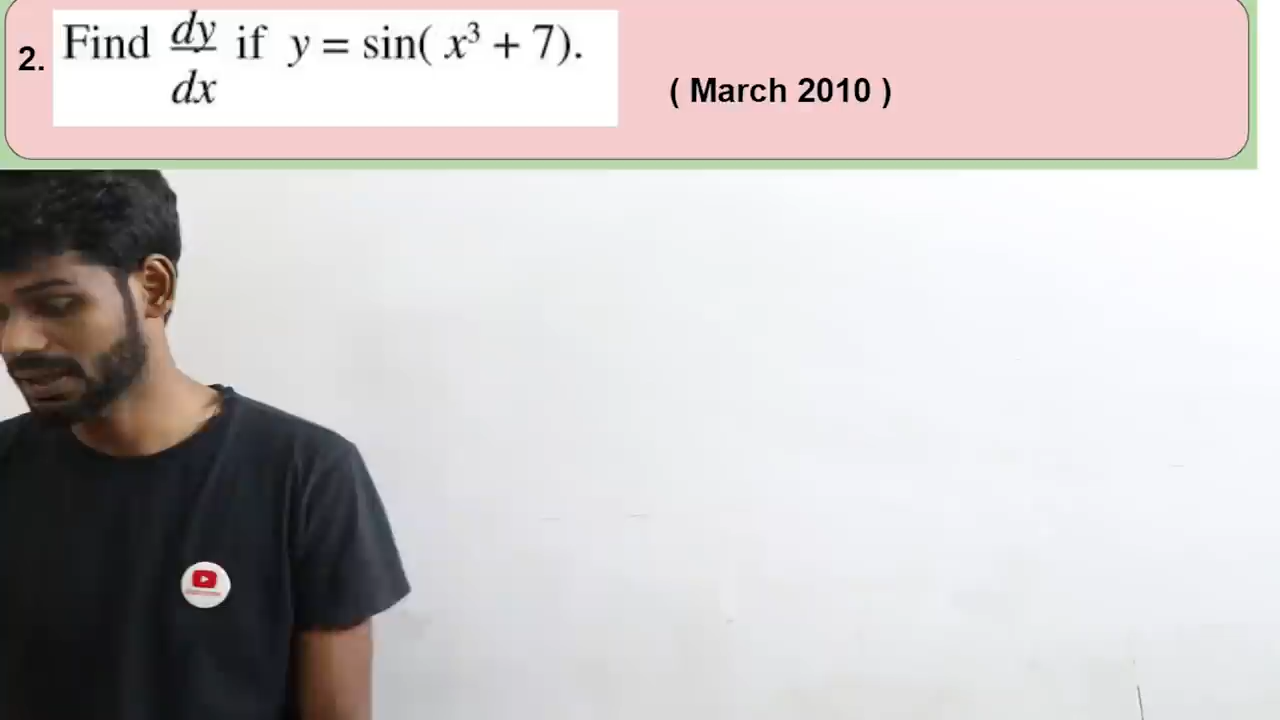 2. Find dy/dx if y = sin( x³ + 7).
( March 2010 )